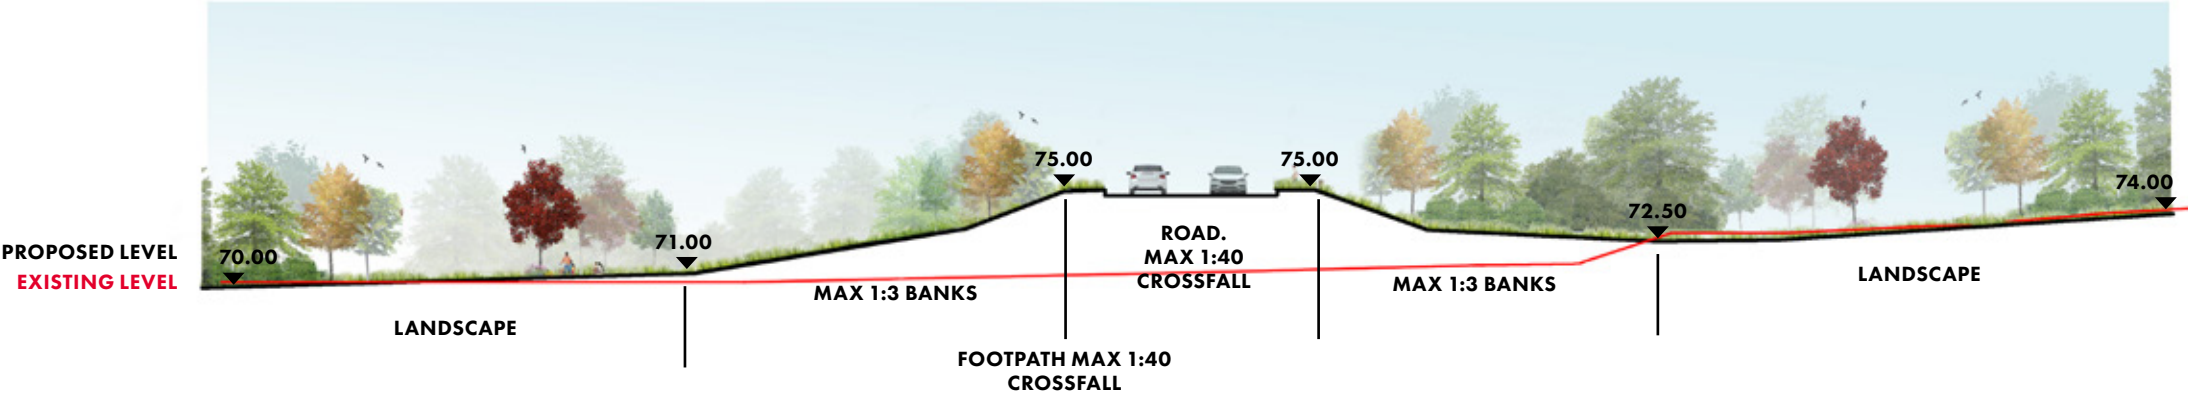 75.00
75.00
74.00
72.50
71.00
70.00
PROPOSED LEVEL
EXISTING LEVEL
ROAD.
MAX 1:40
CROSSFALL
MAX 1:3 BANKS
MAX 1:3 BANKS
LANDSCAPE
LANDSCAPE
FOOTPATH MAX 1:40
CROSSFALL